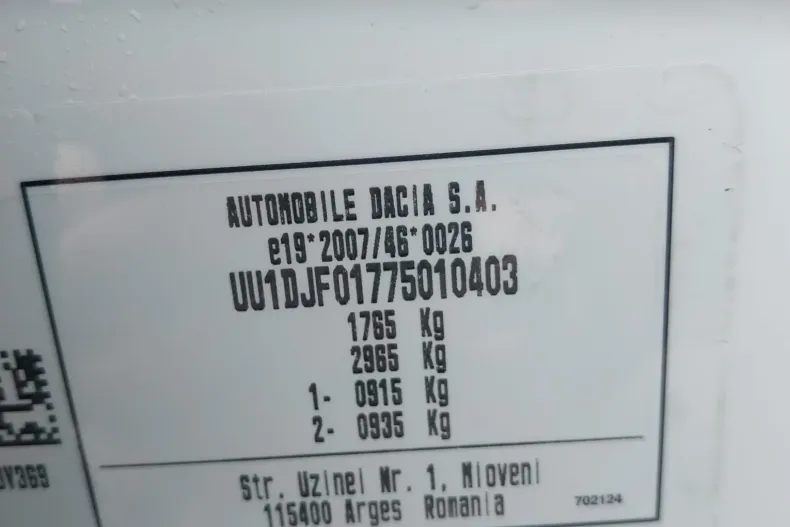 AUTOMOBILE DACIA S.A.
e19*2007/46*0026
UU1DJF01775010403
1765 Kg
2965 Kg
1- 0915 Kg
2- 0935 Kg
Str. Uzinei Nr. 1, Mioveni
115400 Arges Romania
702124